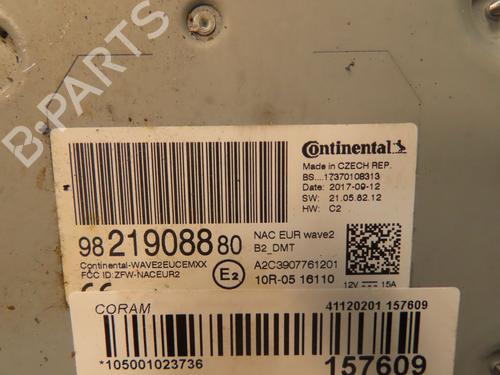 B-PARTS
Continental
Made in CZECH REP.
BS....17370108313
Date: 2017-09-12
SW: 21.05.62.12
HW: C2
98 219088 80
NAC EUR wave2
B2_DMT
Continental-WAVE2EUCEMXX
FCC ID:ZFW-NACEUR2
E2
A2C3907761201
10R-05 16110
12V 15A
CE
CORAM
41120201 157609
*105001023736
157609